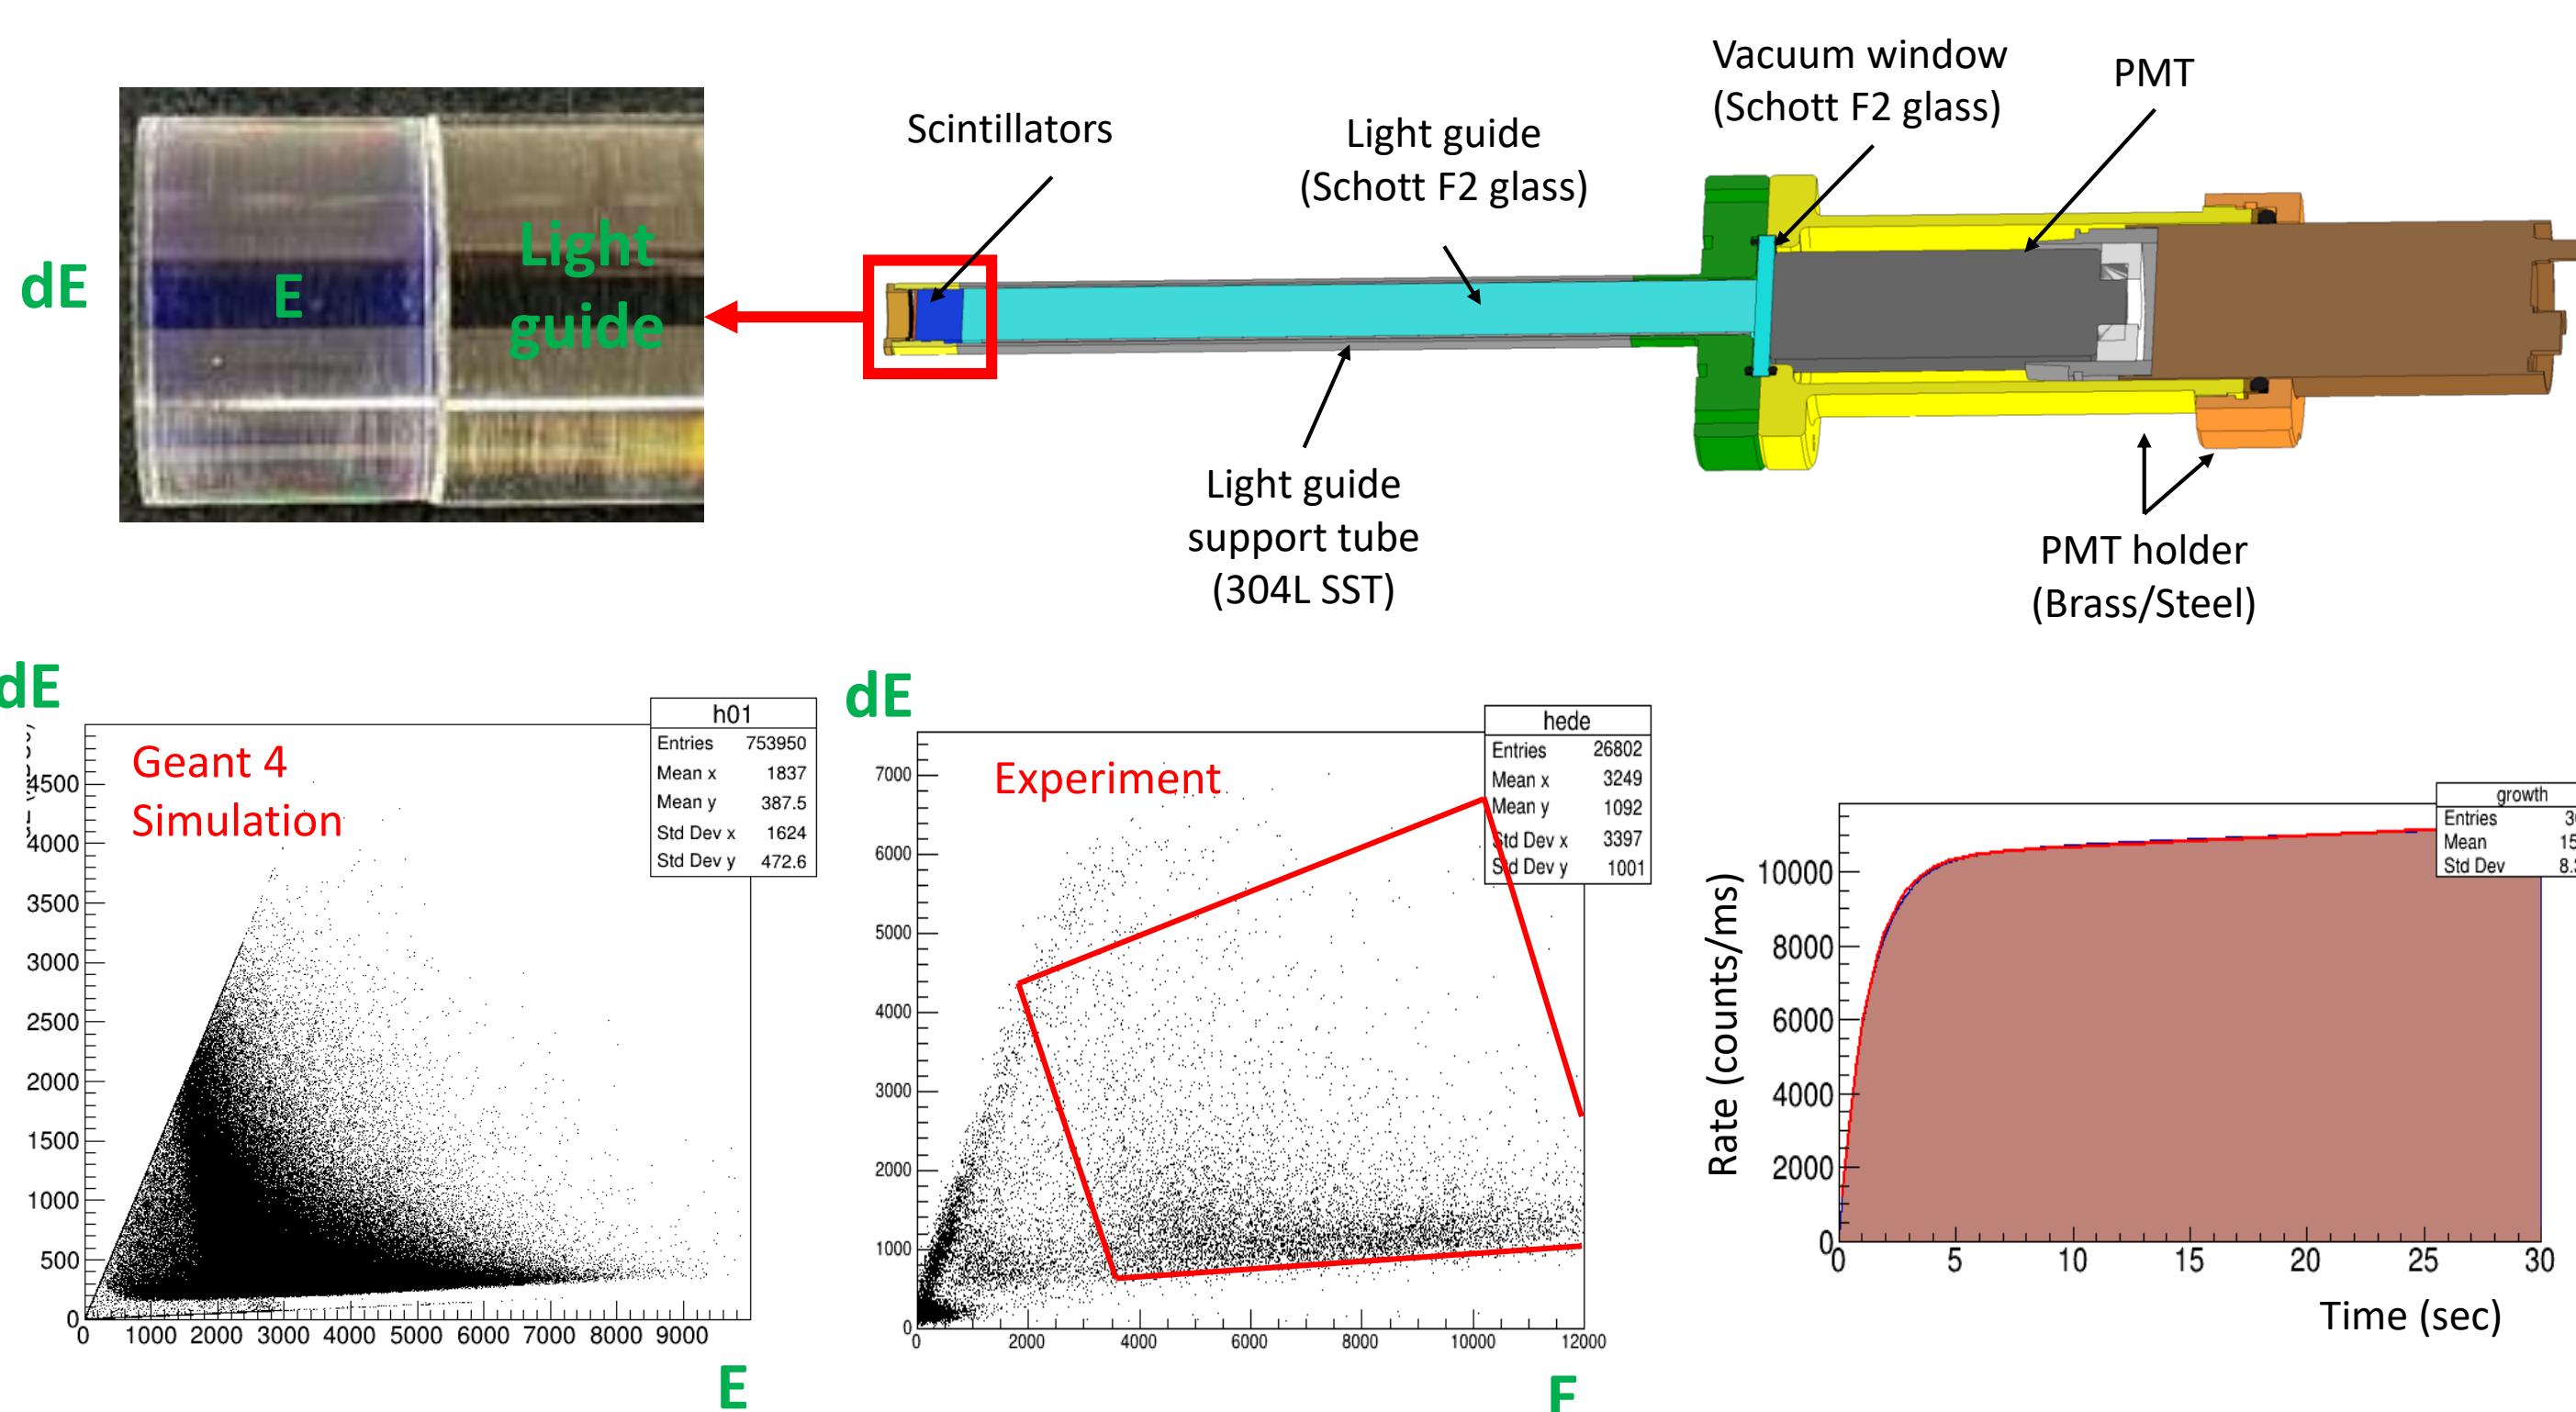 Vacuum window
(Schott F2 glass)
PMT
Scintillators
Light guide
(Schott F2 glass)
dE
E
Light
guide
Light guide
support tube
(304L SST)
PMT holder
(Brass/Steel)
dE
h01
Entries 753950
Mean x 1837
Mean y 387.5
Std Dev x 1624
Std Dev y 472.6
Geant 4
Simulation
4500
4000
3500
3000
2500
2000
1500
1000
500
0
0 1000 2000 3000 4000 5000 6000 7000 8000 9000
E
dE
hede
Entries 26802
Mean x 3249
Mean y 1092
Std Dev x 3397
Std Dev y 1001
Experiment
7000
6000
5000
4000
3000
2000
1000
0
0 2000 4000 6000 8000 10000 12000
growth
Entries
Mean
Std Dev
Rate (counts/ms)
10000
8000
6000
4000
2000
0
0 5 10 15 20 25 30
Time (sec)